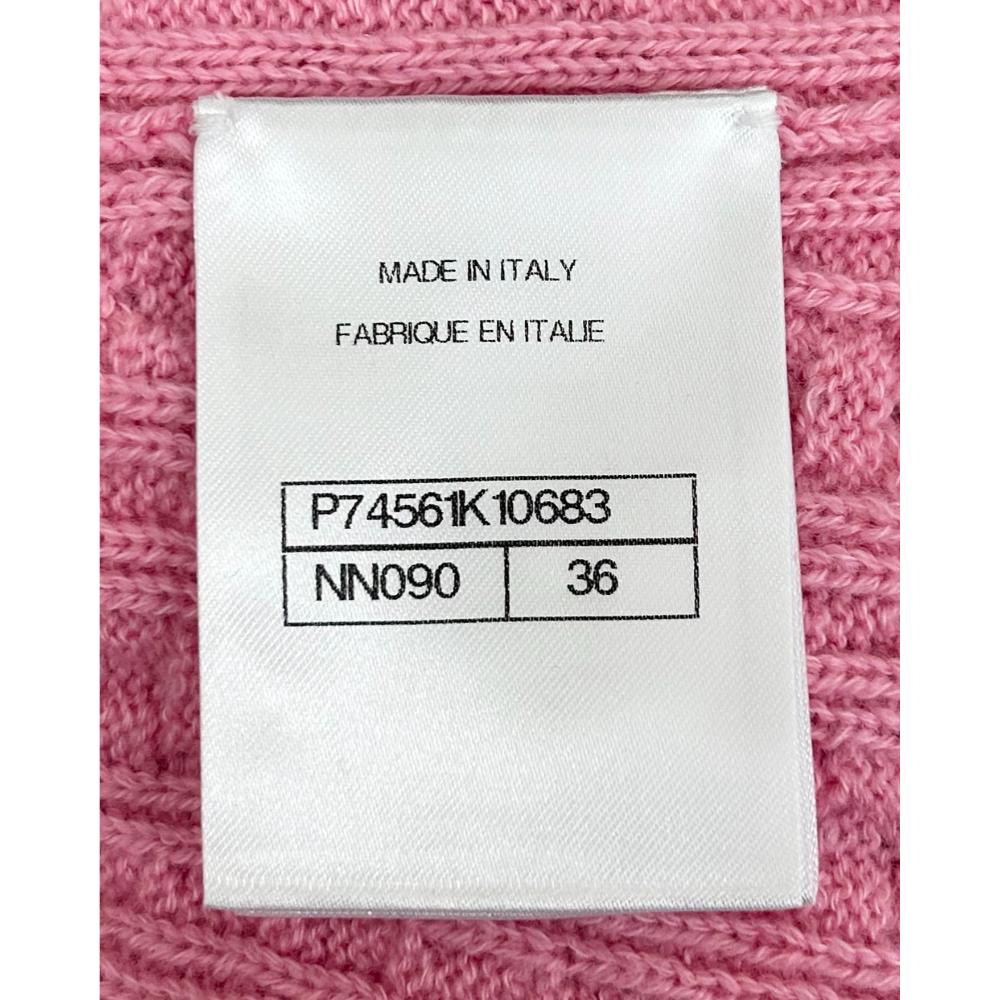 MADE IN ITALY
FABRIQUE EN ITALIE
P74561K10683
NN090 36